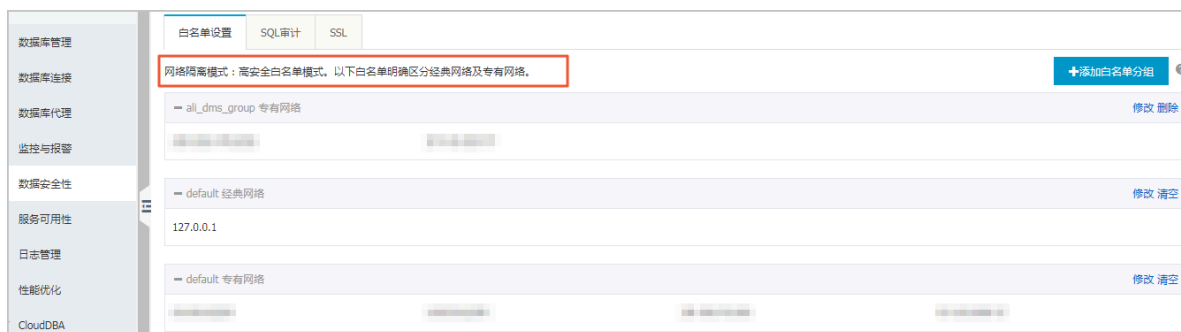 数据库管理
数据库连接
数据库代理
监控与报警
数据安全性
服务可用性
日志管理
性能优化
CloudDBA
白名单设置 SQL审计 SSL
网络隔离模式：高安全白名单模式。以下白名单明确区分经典网络及专有网络。
+添加白名单分组
ali_dms_group 专有网络 修改 删除
default 经典网络 修改 清空
127.0.0.1
default 专有网络 修改 清空